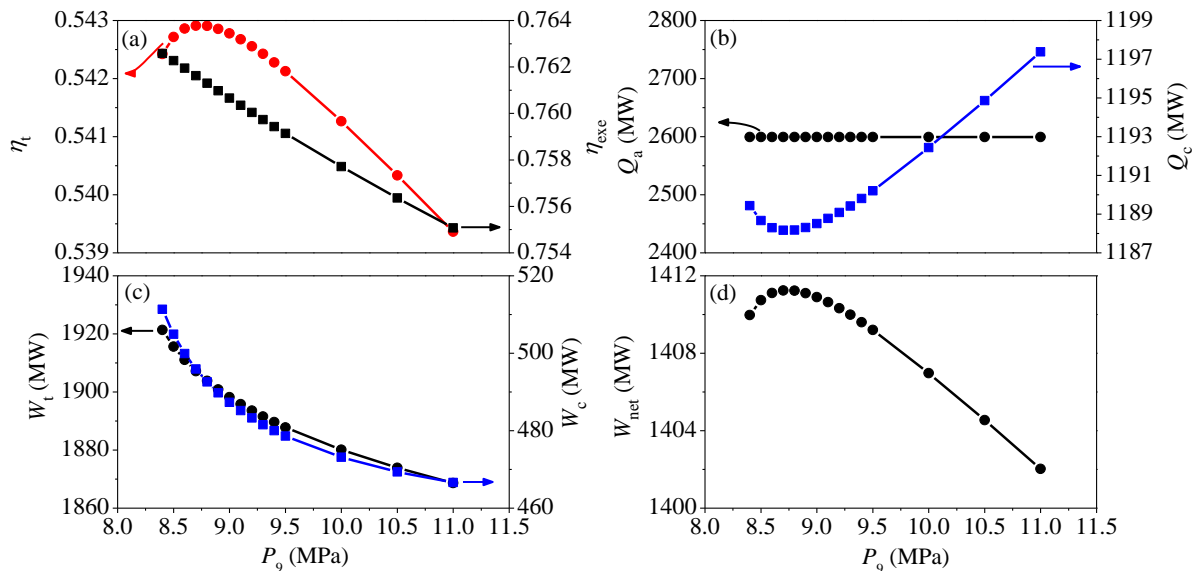 (a)
0.543
0.542
0.541
0.540
0.539
η_t
0.764
0.762
0.760
0.758
0.756
0.754
η_exe
(b)
2800
2700
2600
2500
2400
Q_a (MW)
1199
1197
1195
1193
1191
1189
1187
Q_c (MW)
(c)
1940
1920
1900
1880
1860
W_t (MW)
520
500
480
460
W_c (MW)
8.0 8.5 9.0 9.5 10.0 10.5 11.0 11.5
P_9 (MPa)
(d)
1412
1408
1404
1400
W_net (MW)
8.0 8.5 9.0 9.5 10.0 10.5 11.0 11.5
P_9 (MPa)